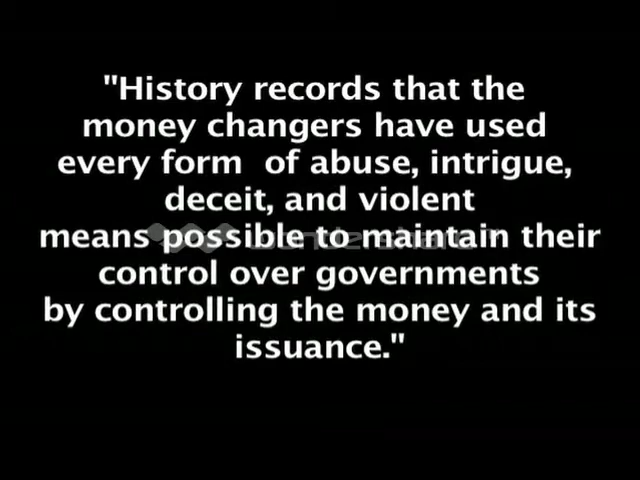 "History records that the
money changers have used
every form  of abuse, intrigue,
deceit, and violent
means possible to maintain their
control over governments
by controlling the money and its
issuance."